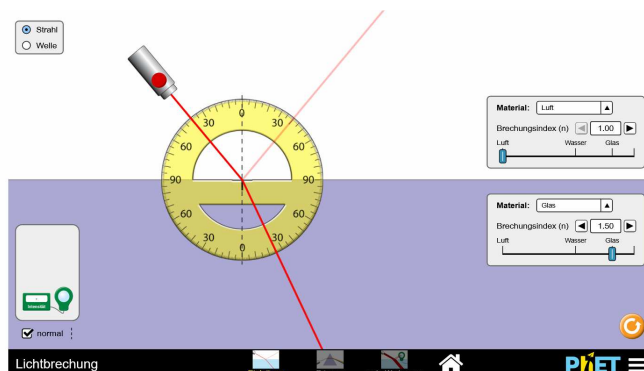 Strahl
Welle
0
30 30
60 60
90 90
60 60
30 30
0
Material: Luft
Brechungsindex (n) 1.00
Luft Wasser Glas
Material: Glas
Brechungsindex (n) 1.50
Luft Wasser Glas
normal
Lichtbrechung
PhET